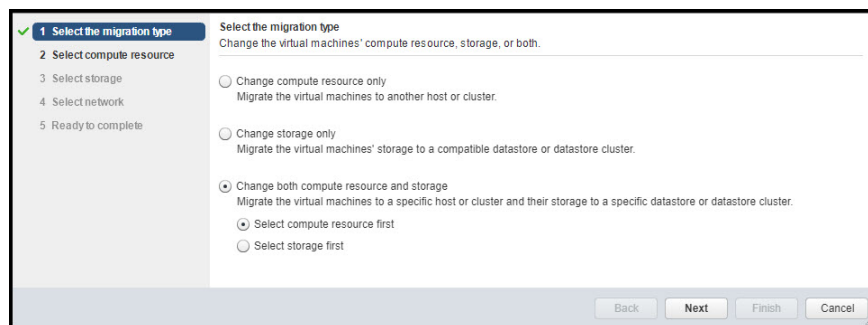 1 Select the migration type
2 Select compute resource
3 Select storage
4 Select network
5 Ready to complete
Select the migration type
Change the virtual machines' compute resource, storage, or both.
Change compute resource only
Migrate the virtual machines to another host or cluster.
Change storage only
Migrate the virtual machines' storage to a compatible datastore or datastore cluster.
Change both compute resource and storage
Migrate the virtual machines to a specific host or cluster and their storage to a specific datastore or datastore cluster.
Select compute resource first
Select storage first
Back Next Finish Cancel